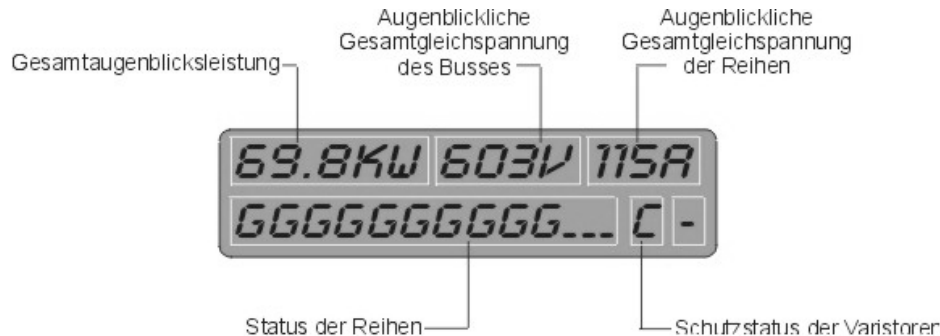 Augenblickliche
Gesamtgleichspannung
des Busses
Augenblickliche
Gesamtgleichspannung
der Reihen
Gesamtaugenblicksleistung
69.8KW 603V 115A
GGGGGGGGGG... C -
Status der Reihen
Schutzstatus der Varistoren